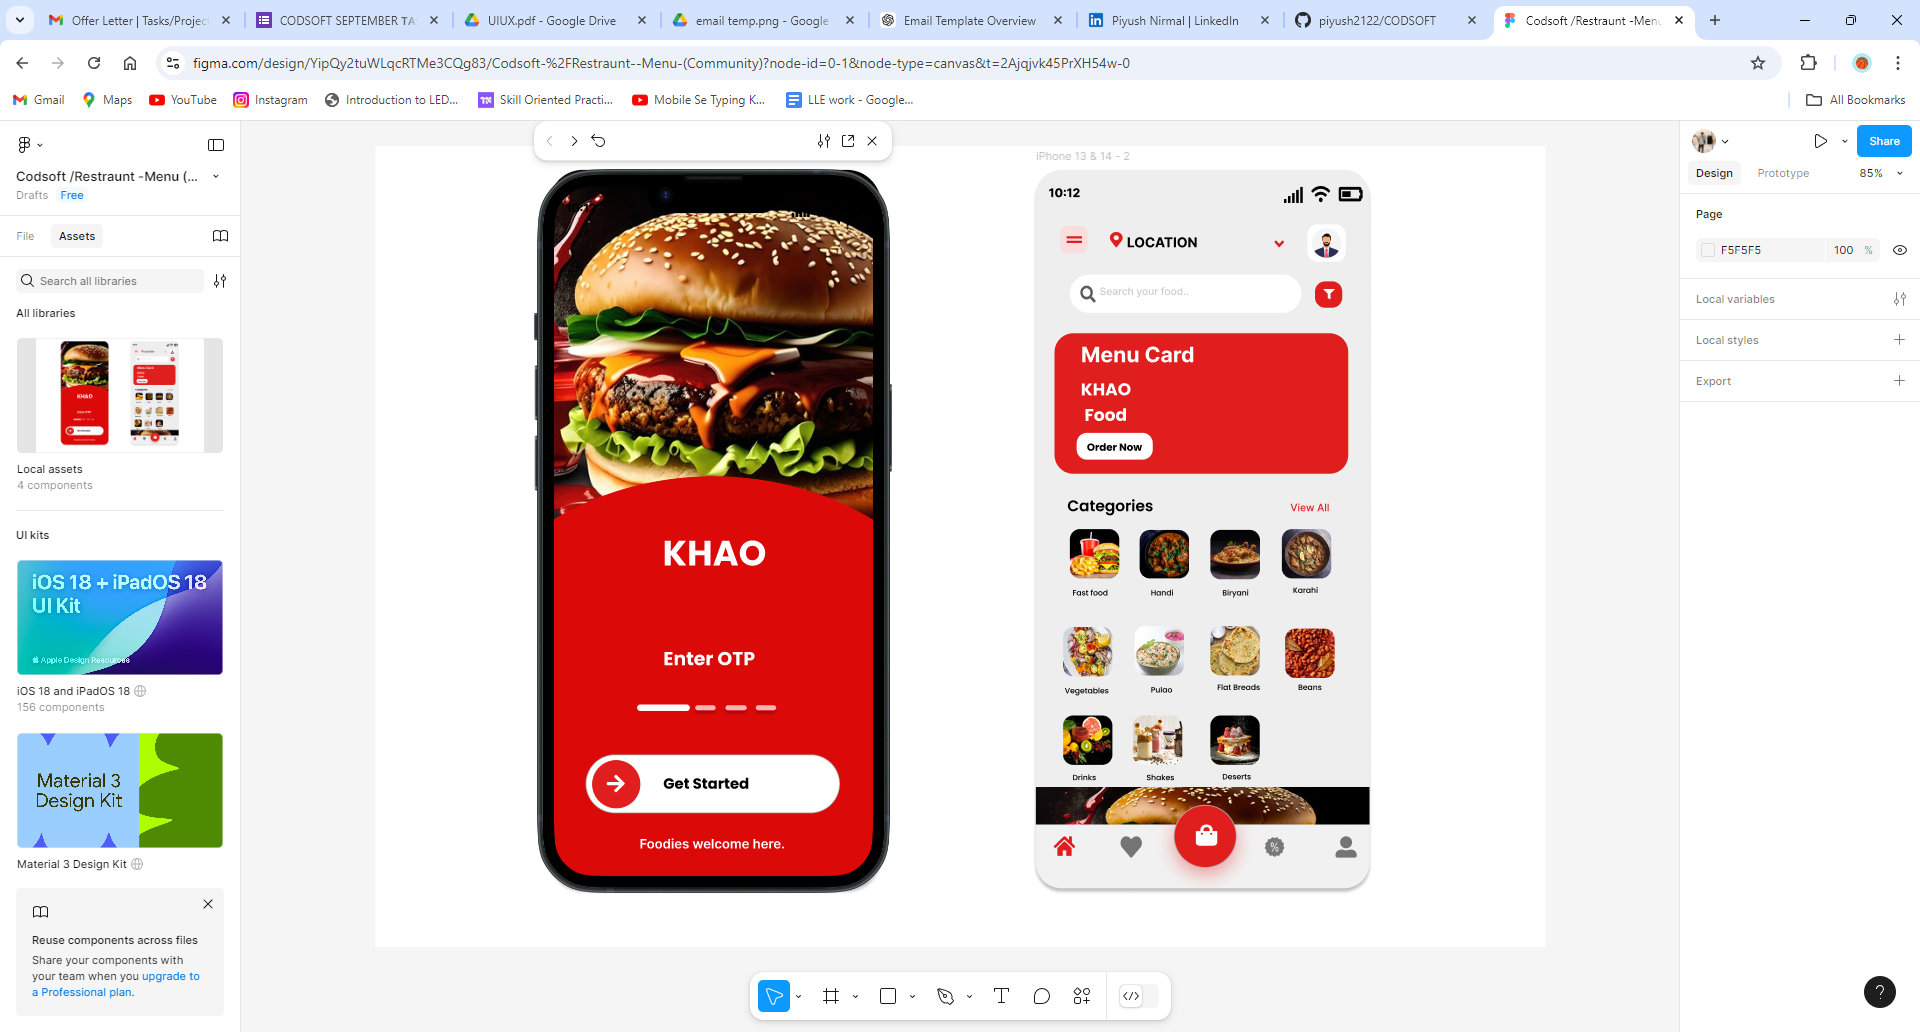 Offer Letter | Tasks/Projec
CODSOFT SEPTEMBER TA
UIUX.pdf - Google Drive
email temp.png - Google
Email Template Overview
Piyush Nirmal | LinkedIn
piyush2122/CODSOFT
Codsoft /Restraunt -Menu
figma.com/design/YipQy2tuWLqcRTMe3CQg83/Codsoft-%2FRestraunt--Menu-(Community)?node-id=0-1&node-type=canvas&t=2Ajqjvk45PrXH54w-0
Gmail
Maps
YouTube
Instagram
Introduction to LED...
Skill Oriented Practi...
Mobile Se Typing K...
LLE work - Google...
All Bookmarks
Codsoft /Restraunt -Menu (...
Drafts Free
File Assets
Search all libraries
All libraries
Local assets
4 components
UI kits
iOS 18 + iPadOS 18
UI Kit
Apple Design Resources
iOS 18 and iPadOS 18
156 components
Material 3
Design Kit
Material 3 Design Kit
Reuse components across files
Share your components with
your team when you upgrade to
a Professional plan.
KHAO
Enter OTP
Get Started
Foodies welcome here.
iPhone 13 & 14 - 2
10:12
LOCATION
Search your food..
Menu Card
KHAO
Food
Order Now
Categories
View All
Fast food
Handi
Biryani
Karahi
Vegetables
Pulao
Flat Breads
Beans
Drinks
Shakes
Deserts
%
Share
Design Prototype 85%
Page
F5F5F5 100 %
Local variables
Local styles
Export
?